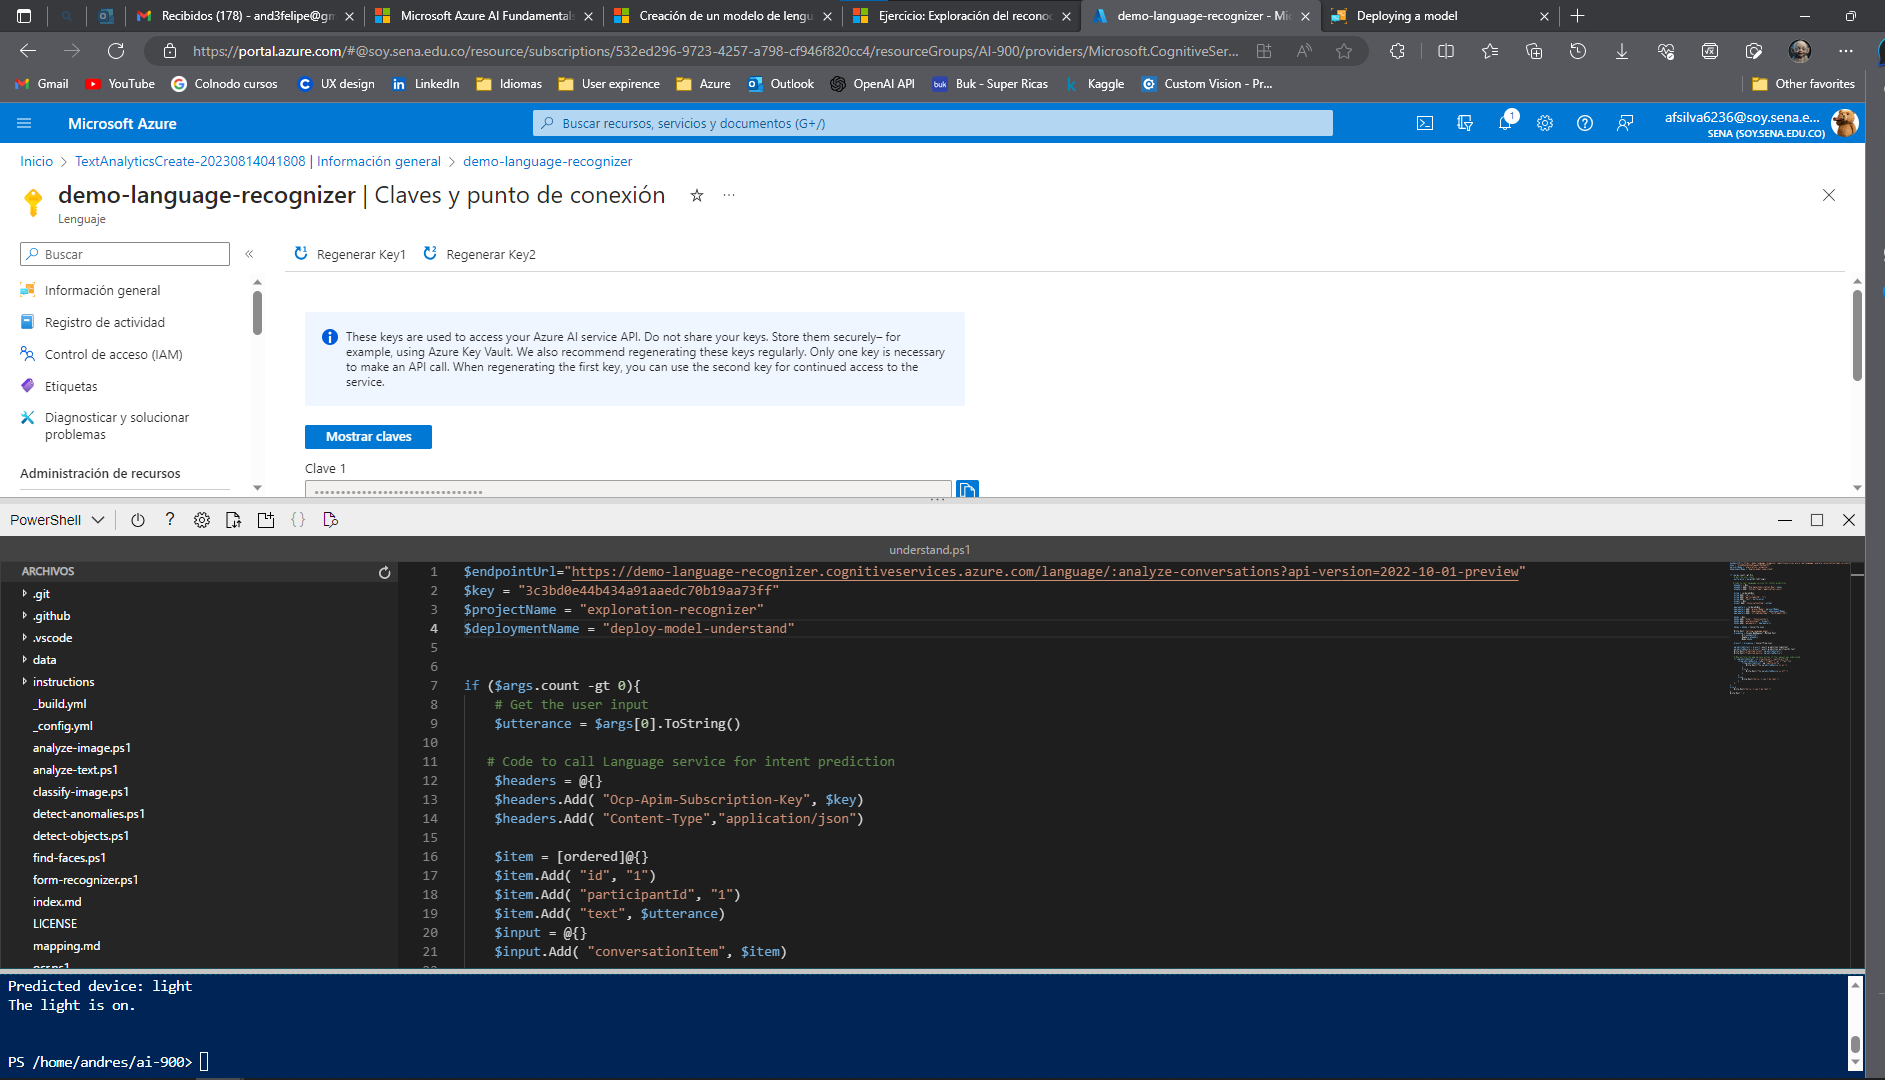 Recibidos (178) - and3felipe@gm
Microsoft Azure AI Fundamentals
Creación de un modelo de lengu
Ejercicio: Exploración del reconoc
demo-language-recognizer - Mic
Deploying a model
https://portal.azure.com/#@soy.sena.edu.co/resource/subscriptions/532ed296-9723-4257-a798-cf946f820cc4/resourceGroups/AI-900/providers/Microsoft.CognitiveSer...
Gmail YouTube Colnodo cursos UX design LinkedIn Idiomas User expirence Azure Outlook OpenAI API Buk - Super Ricas Kaggle Custom Vision - Pr... Other favorites
Microsoft Azure
Buscar recursos, servicios y documentos (G+/)
1
afsilva6236@soy.sena.e...
SENA (SOY.SENA.EDU.CO)
Inicio > TextAnalyticsCreate-20230814041808 | Información general > demo-language-recognizer
demo-language-recognizer | Claves y punto de conexión
Lenguaje
Buscar
Regenerar Key1 Regenerar Key2
Información general
Registro de actividad
Control de acceso (IAM)
Etiquetas
Diagnosticar y solucionar
problemas
Administración de recursos
These keys are used to access your Azure AI service API. Do not share your keys. Store them securely– for
example, using Azure Key Vault. We also recommend regenerating these keys regularly. Only one key is necessary
to make an API call. When regenerating the first key, you can use the second key for continued access to the
service.
Mostrar claves
Clave 1
PowerShell
understand.ps1
ARCHIVOS
.git
.github
.vscode
data
instructions
_build.yml
_config.yml
analyze-image.ps1
analyze-text.ps1
classify-image.ps1
detect-anomalies.ps1
detect-objects.ps1
find-faces.ps1
form-recognizer.ps1
index.md
LICENSE
mapping.md
ocr.ps1
1 $endpointUrl="https://demo-language-recognizer.cognitiveservices.azure.com/language/:analyze-conversations?api-version=2022-10-01-preview"
2 $key = "3c3bd0e44b434a91aaedc70b19aa73ff"
3 $projectName = "exploration-recognizer"
4 $deploymentName = "deploy-model-understand"
5
6
7 if ($args.count -gt 0){
8 # Get the user input
9 $utterance = $args[0].ToString()
10
11 # Code to call Language service for intent prediction
12 $headers = @{}
13 $headers.Add( "Ocp-Apim-Subscription-Key", $key)
14 $headers.Add( "Content-Type","application/json")
15
16 $item = [ordered]@{}
17 $item.Add( "id", "1")
18 $item.Add( "participantId", "1")
19 $item.Add( "text", $utterance)
20 $input = @{}
21 $input.Add( "conversationItem", $item)
Predicted device: light
The light is on.
PS /home/andres/ai-900>